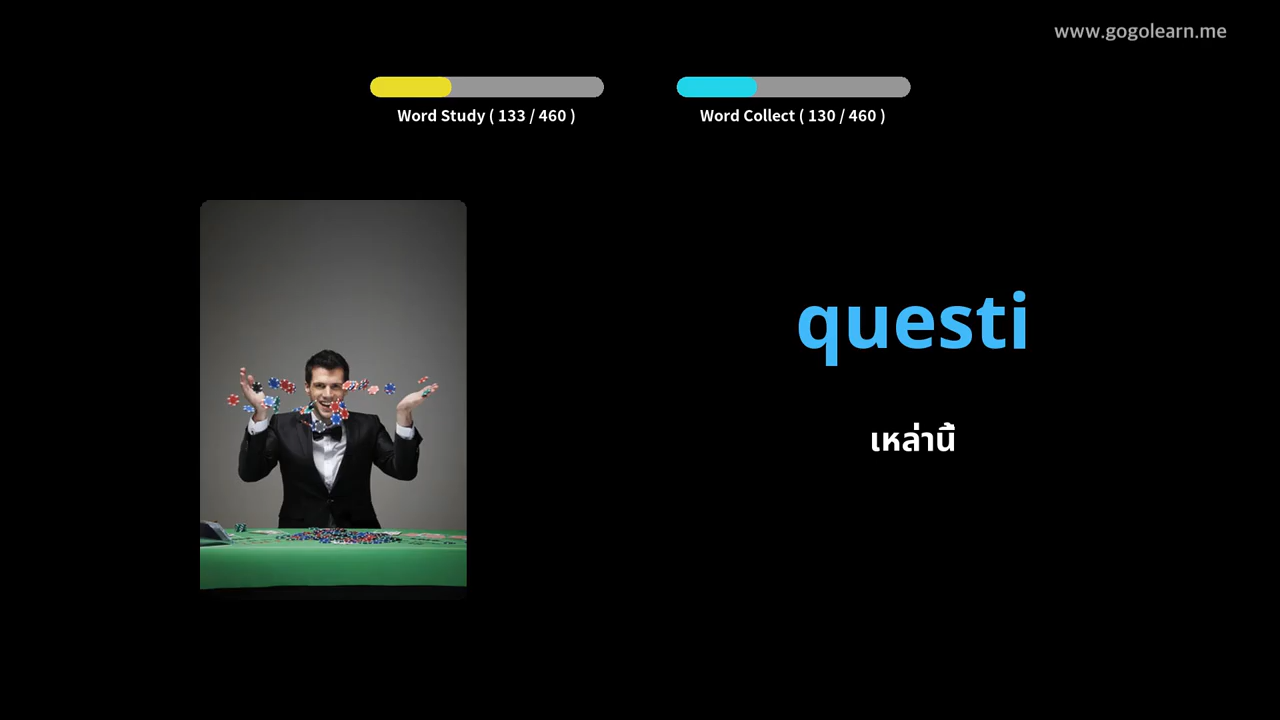 www.gogolearn.me
Word Study ( 133 / 460 )
Word Collect ( 130 / 460 )
questi
เหล่านี้